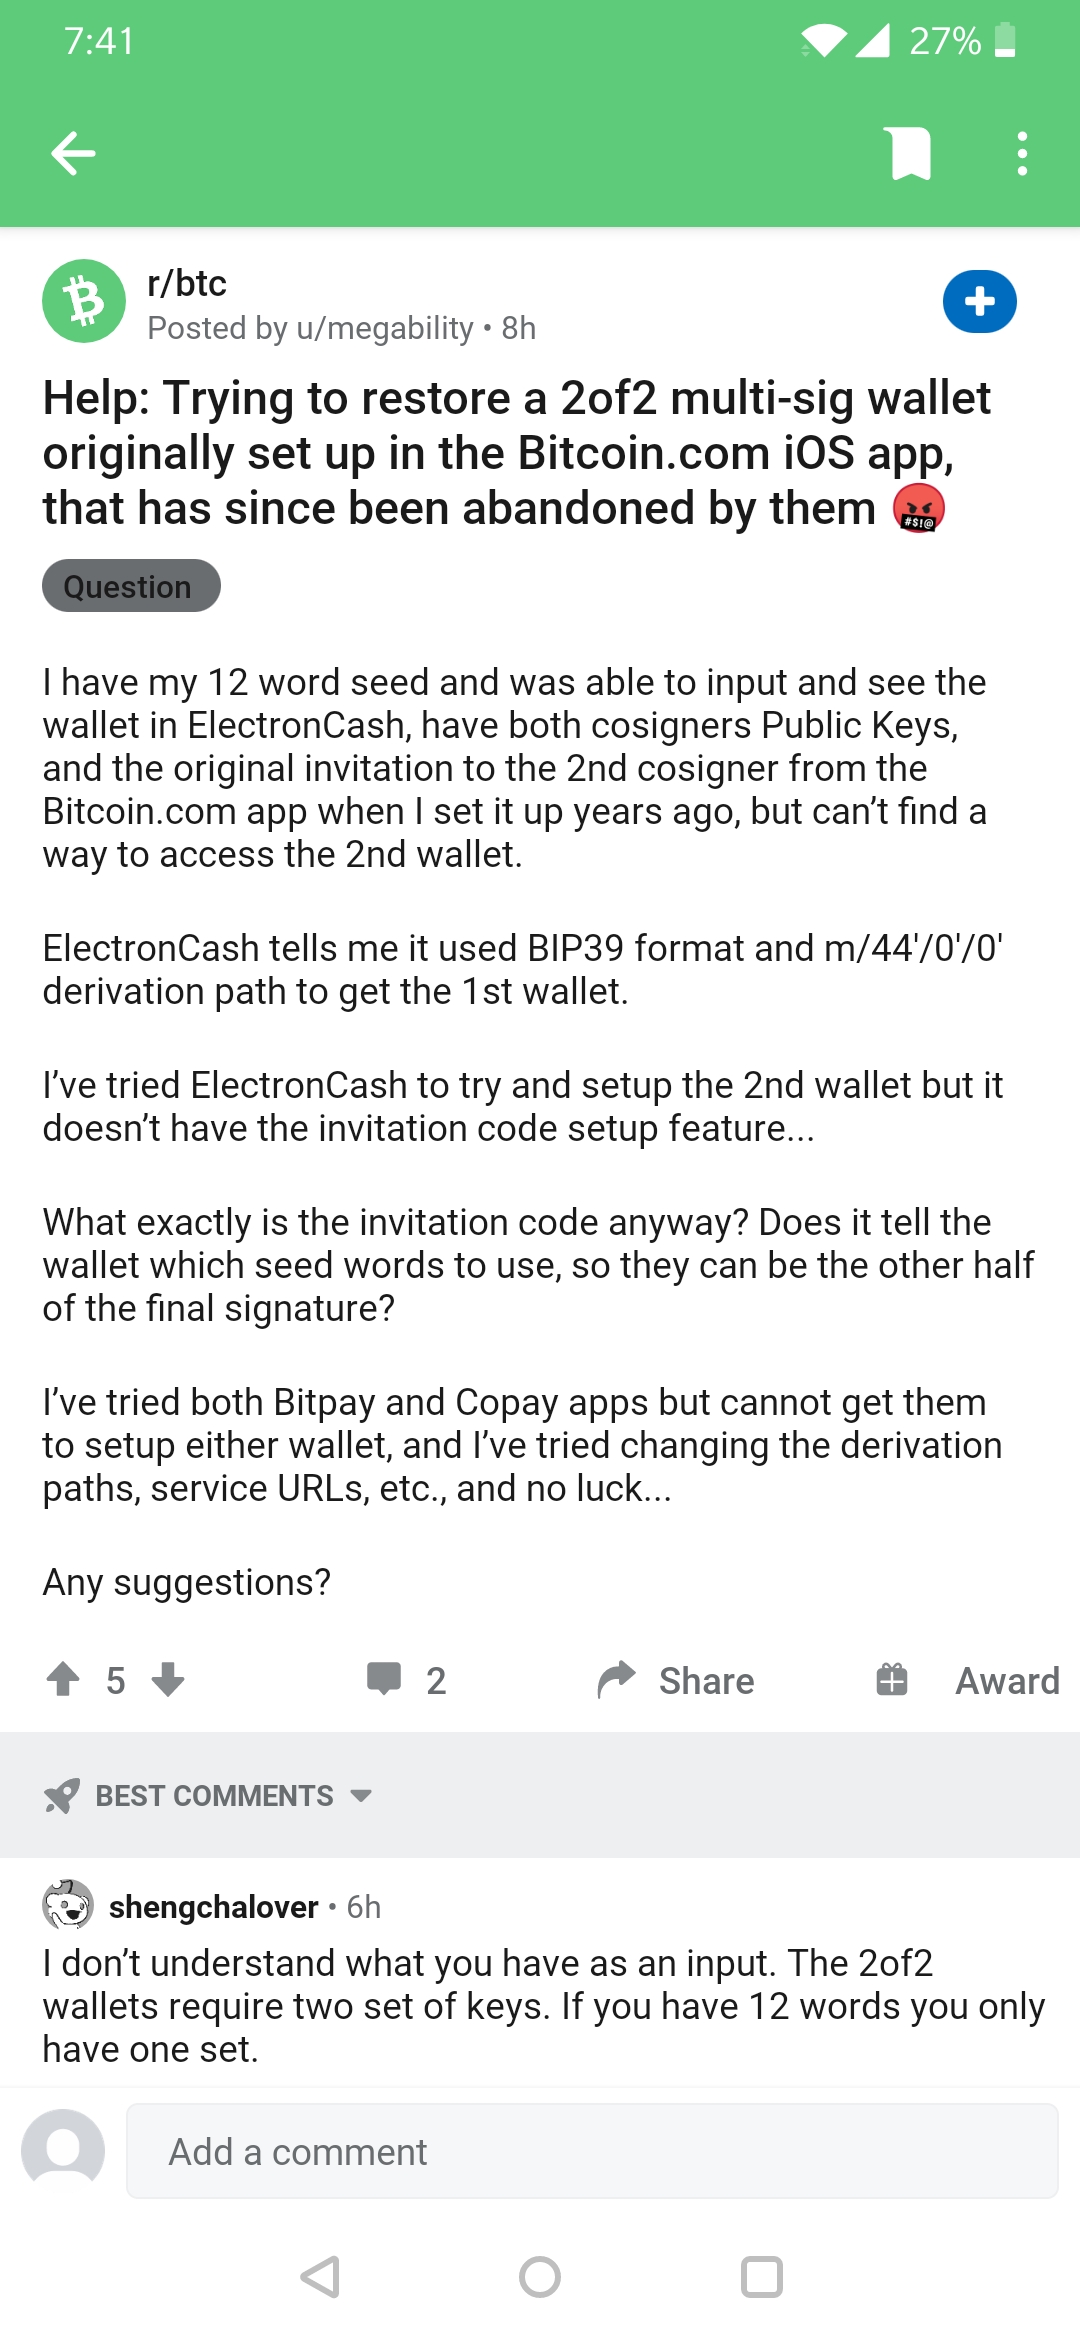 7:41
27%
r/btc
Posted by u/megability • 8h
Help: Trying to restore a 2of2 multi-sig wallet
originally set up in the Bitcoin.com iOS app,
that has since been abandoned by them 🤬
Question
I have my 12 word seed and was able to input and see the
wallet in ElectronCash, have both cosigners Public Keys,
and the original invitation to the 2nd cosigner from the
Bitcoin.com app when I set it up years ago, but can’t find a
way to access the 2nd wallet.
ElectronCash tells me it used BIP39 format and m/44'/0'/0'
derivation path to get the 1st wallet.
I’ve tried ElectronCash to try and setup the 2nd wallet but it
doesn’t have the invitation code setup feature...
What exactly is the invitation code anyway? Does it tell the
wallet which seed words to use, so they can be the other half
of the final signature?
I’ve tried both Bitpay and Copay apps but cannot get them
to setup either wallet, and I’ve tried changing the derivation
paths, service URLs, etc., and no luck...
Any suggestions?
5
2
Share
Award
BEST COMMENTS
shengchalover • 6h
I don’t understand what you have as an input. The 2of2
wallets require two set of keys. If you have 12 words you only
have one set.
Add a comment